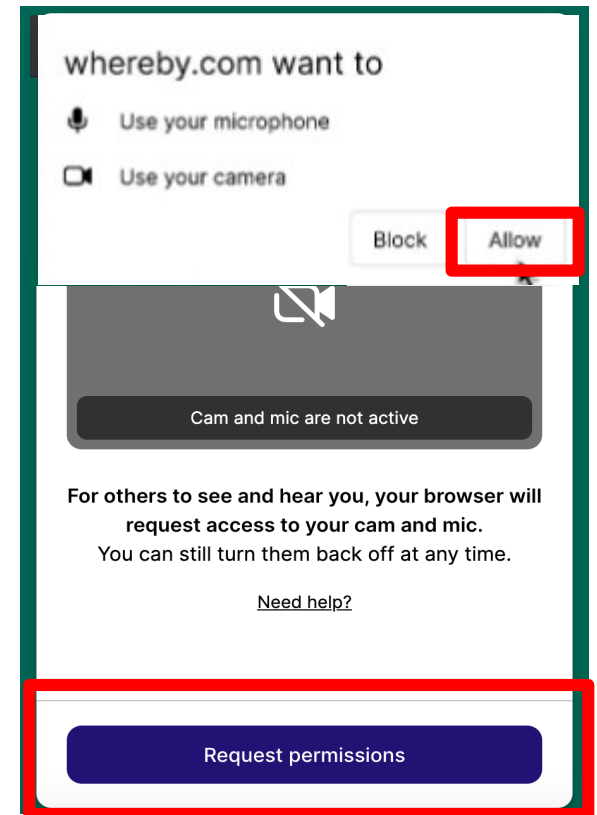 whereby.com want to
Use your microphone
Use your camera
Block
Allow
Cam and mic are not active
For others to see and hear you, your browser will
request access to your cam and mic.
You can still turn them back off at any time.
Need help?
Request permissions